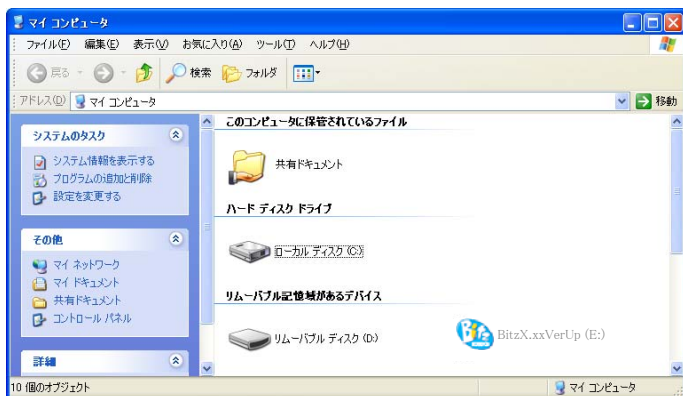 マイ コンピュータ
ファイル(F) 編集(E) 表示(V) お気に入り(A) ツール(T) ヘルプ(H)
戻る 検索 フォルダ
アドレス(D) マイ コンピュータ 移動
システムのタスク
システム情報を表示する
プログラムの追加と削除
設定を変更する
その他
マイ ネットワーク
マイ ドキュメント
共有ドキュメント
コントロール パネル
詳細
このコンピュータに保管されているファイル
共有ドキュメント
ハード ディスク ドライブ
ローカル ディスク (C:)
リムーバブル記憶域があるデバイス
リムーバブル ディスク (D:) BitzX.xxVerUp (E:)
10 個のオブジェクト マイ コンピュータ